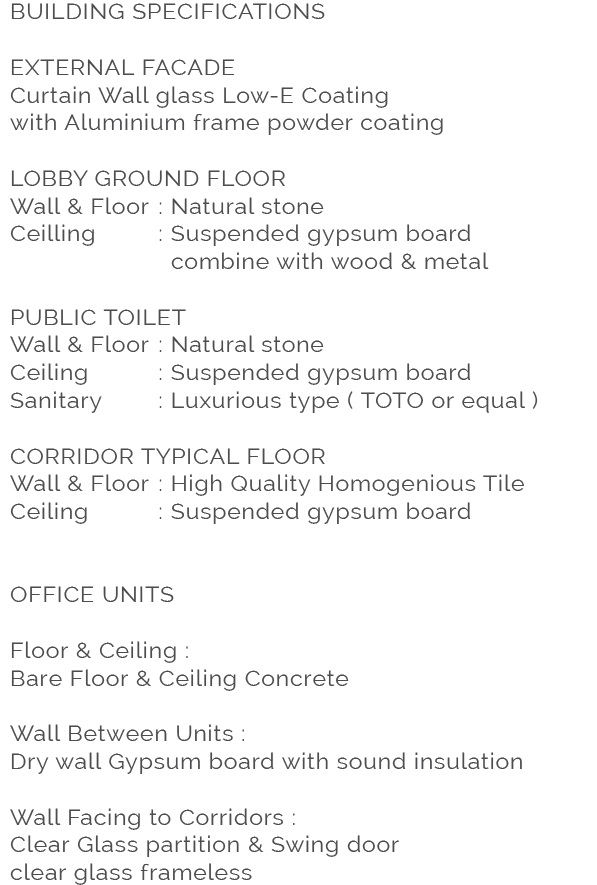 BUILDING SPECIFICATIONS
EXTERNAL FACADE
Curtain Wall glass Low-E Coating
with Aluminium frame powder coating
LOBBY GROUND FLOOR
Wall & Floor : Natural stone
Ceilling : Suspended gypsum board
combine with wood & metal
PUBLIC TOILET
Wall & Floor : Natural stone
Ceiling : Suspended gypsum board
Sanitary : Luxurious type ( TOTO or equal )
CORRIDOR TYPICAL FLOOR
Wall & Floor : High Quality Homogenious Tile
Ceiling : Suspended gypsum board
OFFICE UNITS
Floor & Ceiling :
Bare Floor & Ceiling Concrete
Wall Between Units :
Dry wall Gypsum board with sound insulation
Wall Facing to Corridors :
Clear Glass partition & Swing door
clear glass frameless